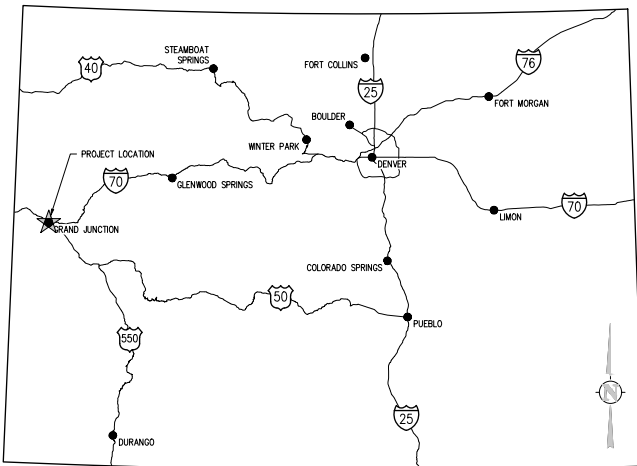 STEAMBOAT
SPRINGS
40
FORT COLLINS
76
25
FORT MORGAN
BOULDER
WINTER PARK
DENVER
PROJECT LOCATION
70
GLENWOOD SPRINGS
70
LIMON
GRAND JUNCTION
COLORADO SPRINGS
50
PUEBLO
550
N
25
DURANGO